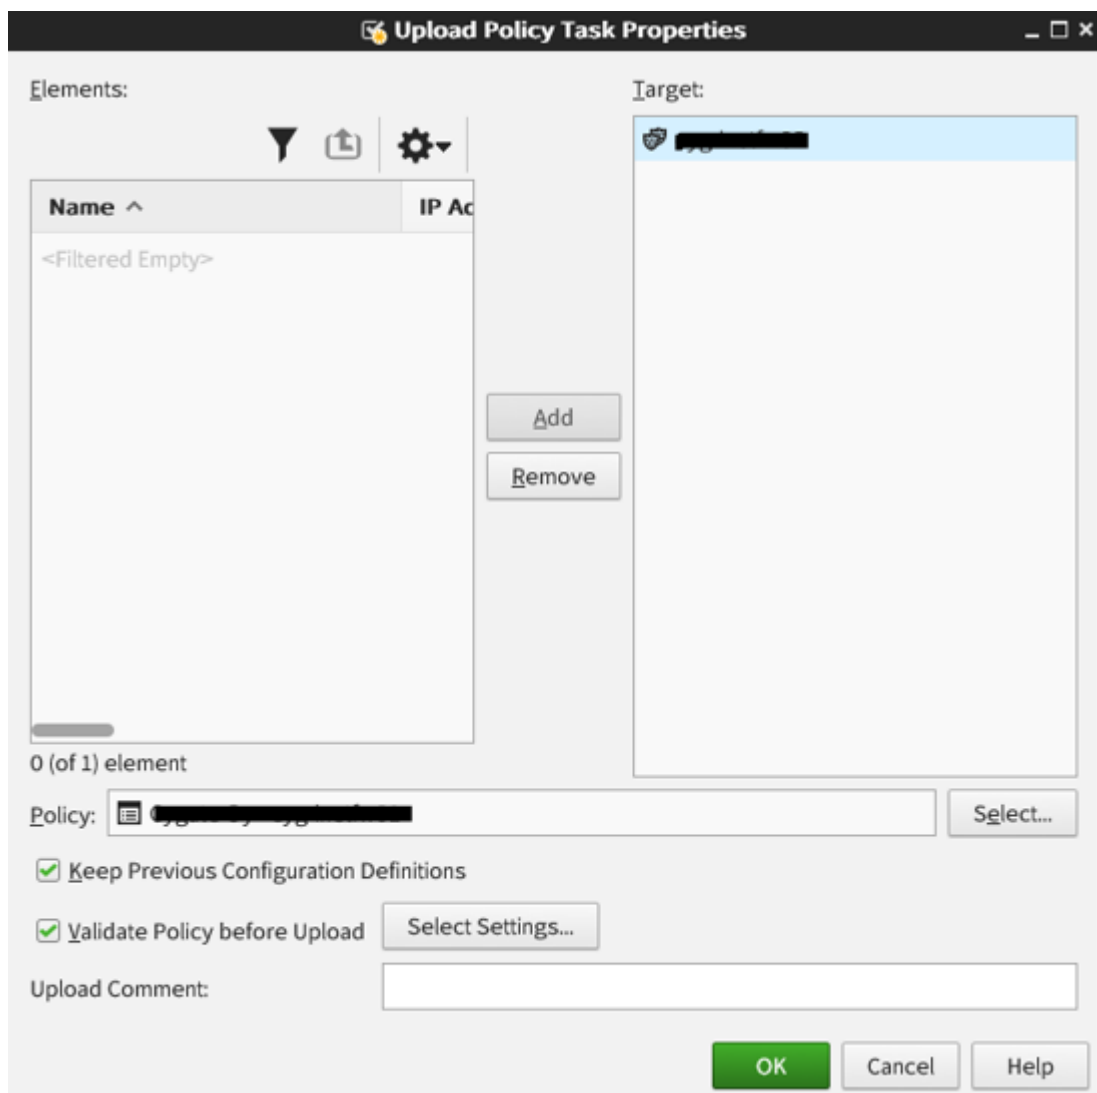 Upload Policy Task Properties
Elements:
Target:
Name
IP Ac
<Filtered Empty>
Add
Remove
0 (of 1) element
Policy:
Select...
Keep Previous Configuration Definitions
Validate Policy before Upload
Select Settings...
Upload Comment:
OK
Cancel
Help